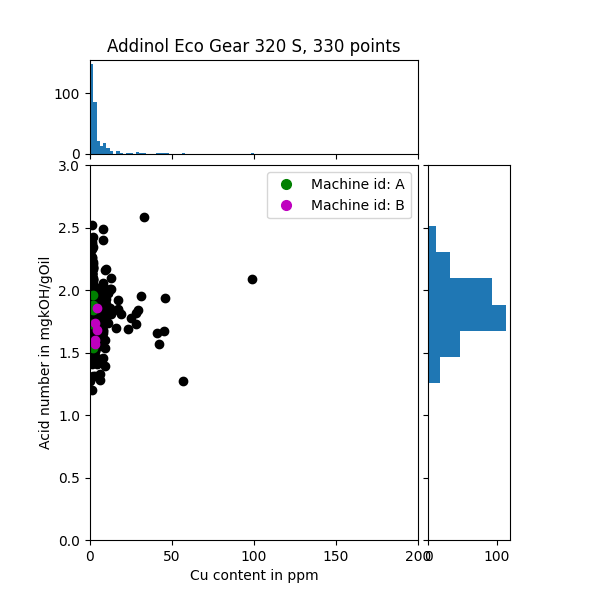 Addinol Eco Gear 320 S, 330 points
100
0
3.0
2.5
2.0
1.5
1.0
0.5
0.0
Acid number in mgkOH/gOil
Machine id: A
Machine id: B
0 50 100 150 200
0 100
Cu content in ppm